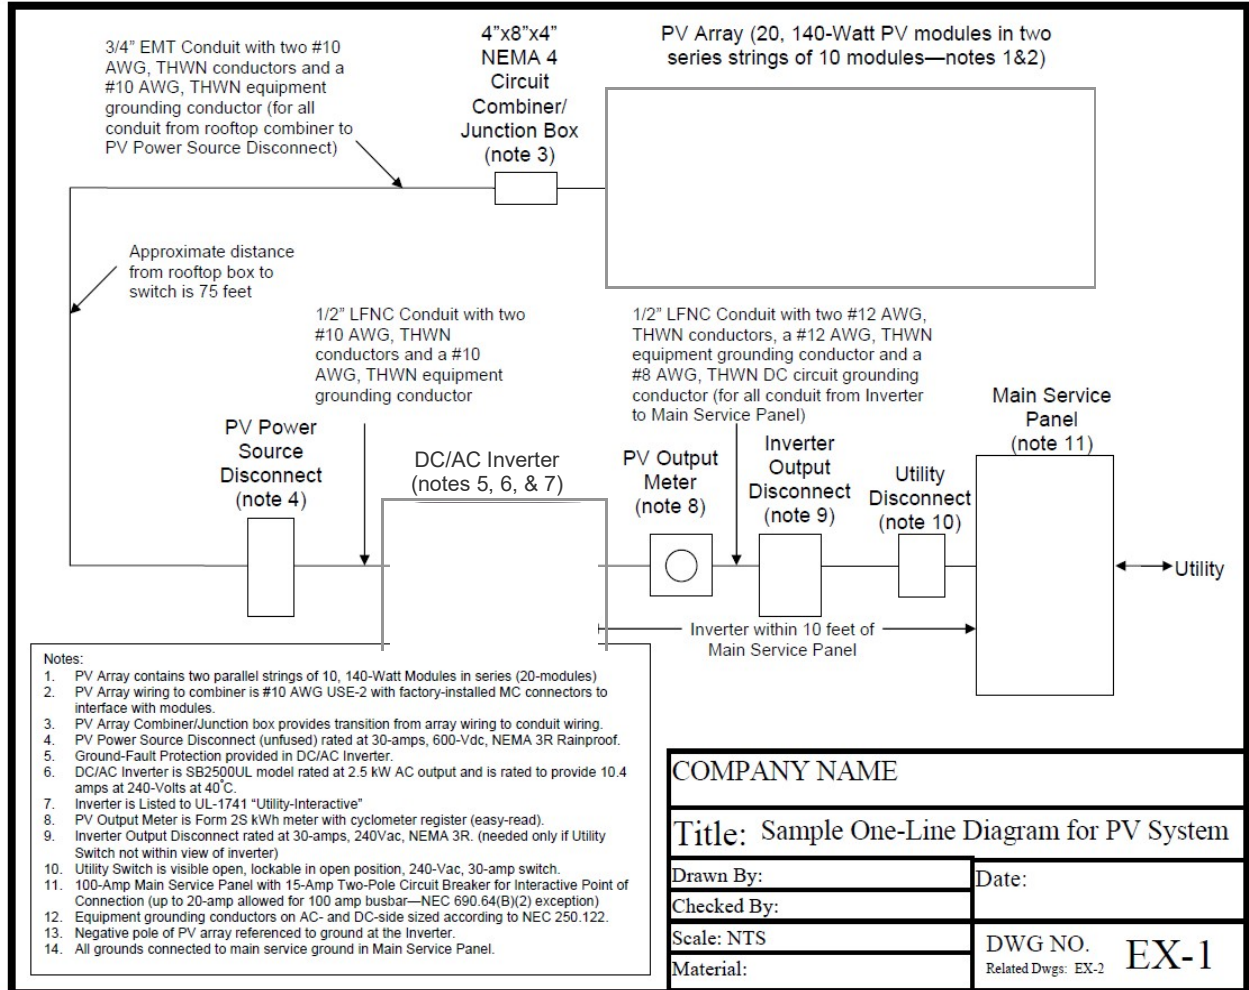 3/4” EMT Conduit with two #10
AWG, THWN conductors and a
#10 AWG, THWN equipment
grounding conductor (for all
conduit from rooftop combiner to
PV Power Source Disconnect)
4”x8”x4”
NEMA 4
Circuit
Combiner/
Junction Box
(note 3)
PV Array (20, 140-Watt PV modules in two
series strings of 10 modules—notes 1&2)
Approximate distance
from rooftop box to
switch is 75 feet
1/2” LFNC Conduit with two
#10 AWG, THWN
conductors and a #10
AWG, THWN equipment
grounding conductor
1/2” LFNC Conduit with two #12 AWG,
THWN conductors, a #12 AWG, THWN
equipment grounding conductor and a
#8 AWG, THWN DC circuit grounding
conductor (for all conduit from Inverter
to Main Service Panel)
PV Power
Source
Disconnect
(note 4)
DC/AC Inverter
(notes 5, 6, & 7)
PV Output
Meter
(note 8)
Inverter
Output
Disconnect
(note 9)
Utility
Disconnect
(note 10)
Main Service
Panel
(note 11)
Utility
Inverter within 10 feet of
Main Service Panel
Notes:
1. PV Array contains two parallel strings of 10, 140-Watt Modules in series (20-modules)
2. PV Array wiring to combiner is #10 AWG USE-2 with factory-installed MC connectors to
interface with modules.
3. PV Array Combiner/Junction box provides transition from array wiring to conduit wiring.
4. PV Power Source Disconnect (unfused) rated at 30-amps, 600-Vdc, NEMA 3R Rainproof.
5. Ground-Fault Protection provided in DC/AC Inverter.
6. DC/AC Inverter is SB2500UL model rated at 2.5 kW AC output and is rated to provide 10.4
amps at 240-Volts at 40°C.
7. Inverter is Listed to UL-1741 “Utility-Interactive”
8. PV Output Meter is Form 2S kWh meter with cyclometer register (easy-read).
9. Inverter Output Disconnect rated at 30-amps, 240Vac, NEMA 3R. (needed only if Utility
Switch not within view of inverter)
10. Utility Switch is visible open, lockable in open position, 240-Vac, 30-amp switch.
11. 100-Amp Main Service Panel with 15-Amp Two-Pole Circuit Breaker for Interactive Point of
Connection (up to 20-amp allowed for 100 amp busbar—NEC 690.64(B)(2) exception)
12. Equipment grounding conductors on AC- and DC-side sized according to NEC 250.122.
13. Negative pole of PV array referenced to ground at the Inverter.
14. All grounds connected to main service ground in Main Service Panel.
COMPANY NAME
Title: Sample One-Line Diagram for PV System
Drawn By:
Checked By:
Date:
Scale: NTS
Material:
DWG NO. EX-1
Related Dwgs: EX-2